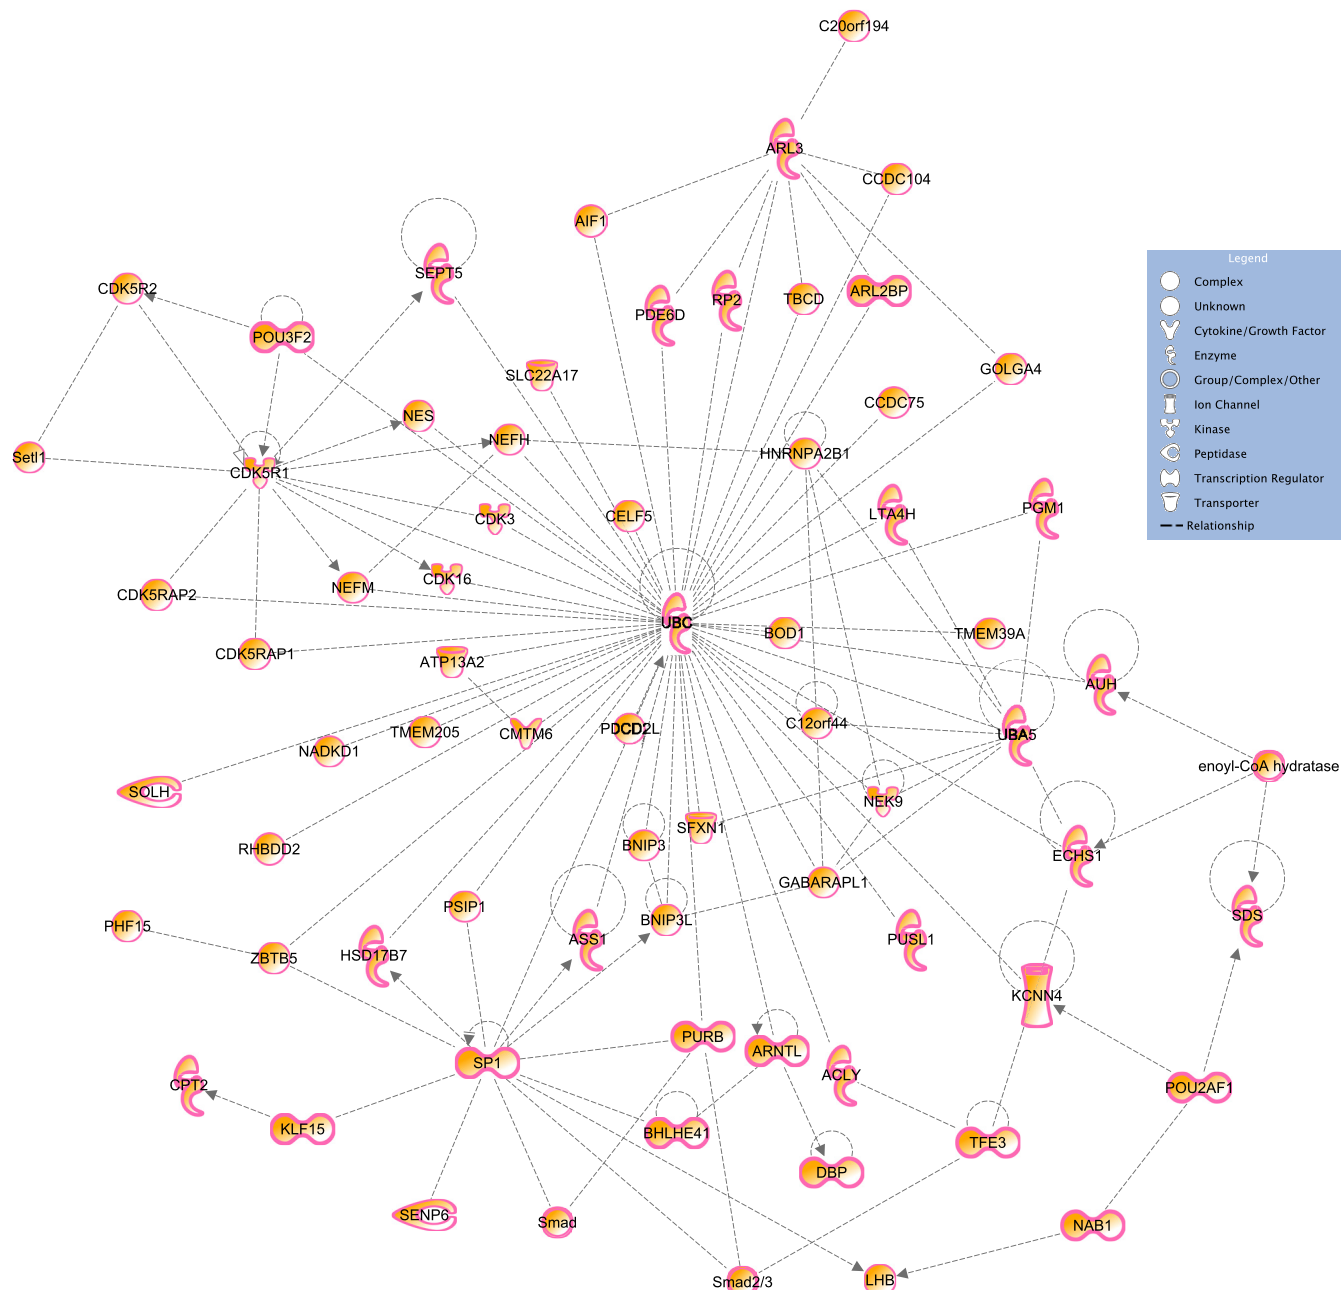 C20orf194
ARL3
CCDC104
AIF1
SEPT5
CDK5R2
PDE6D
RP2
TBCD
ARL2BP
POU3F2
SLC22A17
GOLGA4
CCDC75
NES
NEFH
HNRNPA2B1
Setl1
CDK5R1
CDK3
CELF5
LTA4H
PGM1
CDK16
CDK5RAP2
NEFM
UBC
BOD1
TMEM39A
CDK5RAP1
ATP13A2
AUH
TMEM205
CMTM6
C12orf44
UBA5
NADKD1
enoyl-CoA hydratase
SOLH
NEK9
SFXN1
RHBDD2
BNIP3
ECHS1
GABARAPL1
PSIP1
BNIP3L
PHF15
SDS
ASS1
PUSL1
ZBTB5
HSD17B7
KCNN4
PURB
ARNTL
SP1
ACLY
CPT2
POU2AF1
KLF15
BHLHE41
TFE3
DBP
SENP6
Smad
NAB1
Smad2/3
LHB
Legend
Complex
Unknown
Cytokine/Growth Factor
Enzyme
Group/Complex/Other
Ion Channel
Kinase
Peptidase
Transcription Regulator
Transporter
Relationship